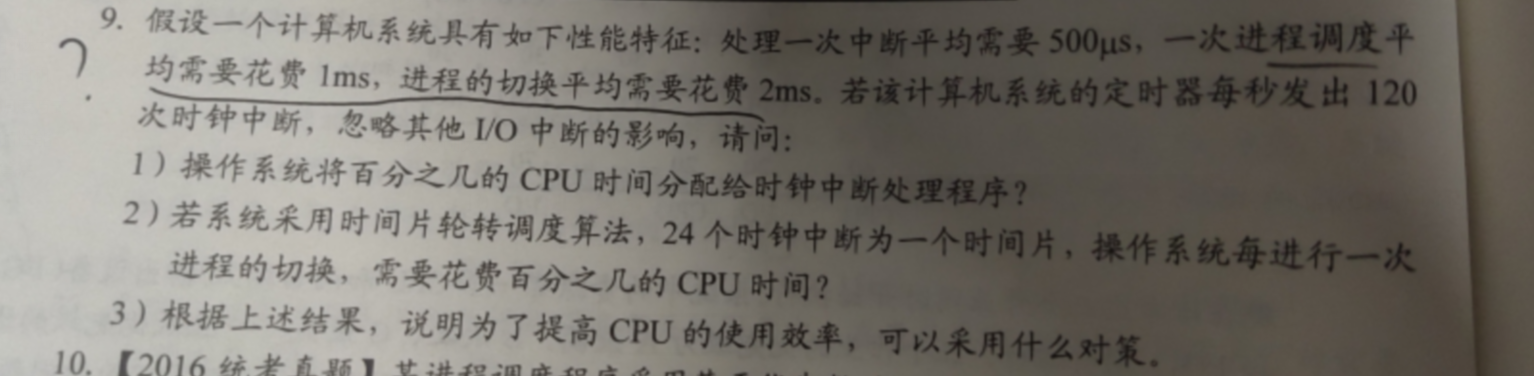 9. 假设一个计算机系统具有如下性能特征：处理一次中断平均需要 500μs，一次进程调度平
?
均需要花费 1ms，进程的切换平均需要花费 2ms。若该计算机系统的定时器每秒发出 120
次时钟中断，忽略其他 I/O 中断的影响，请问：
1）操作系统将百分之几的 CPU 时间分配给时钟中断处理程序？
2）若系统采用时间片轮转调度算法，24 个时钟中断为一个时间片，操作系统每进行一次
进程的切换，需要花费百分之几的 CPU 时间？
3）根据上述结果，说明为了提高 CPU 的使用效率，可以采用什么对策。
10. 【2016 统考真题】某进程调度程序采用基于